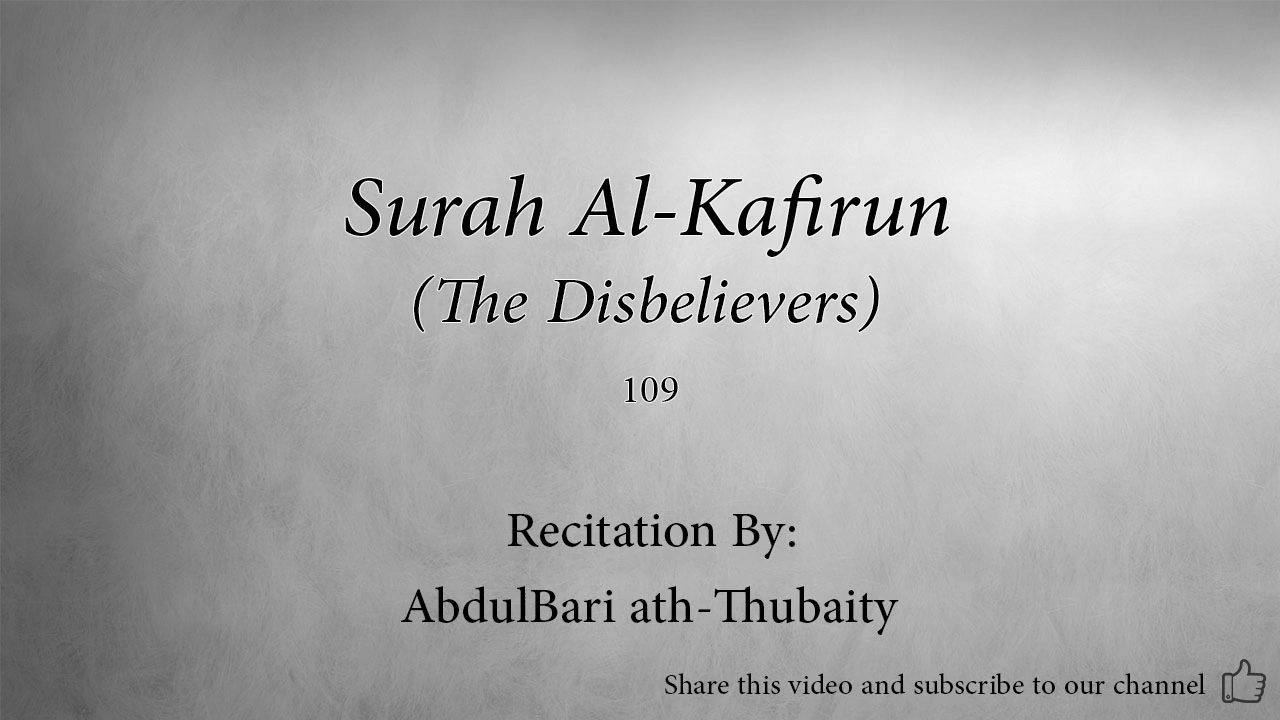 Surah Al-Kafirun
(The Disbelievers)
109
Recitation By:
AbdulBari ath-Thubaity
Share this video and subscribe to our channel